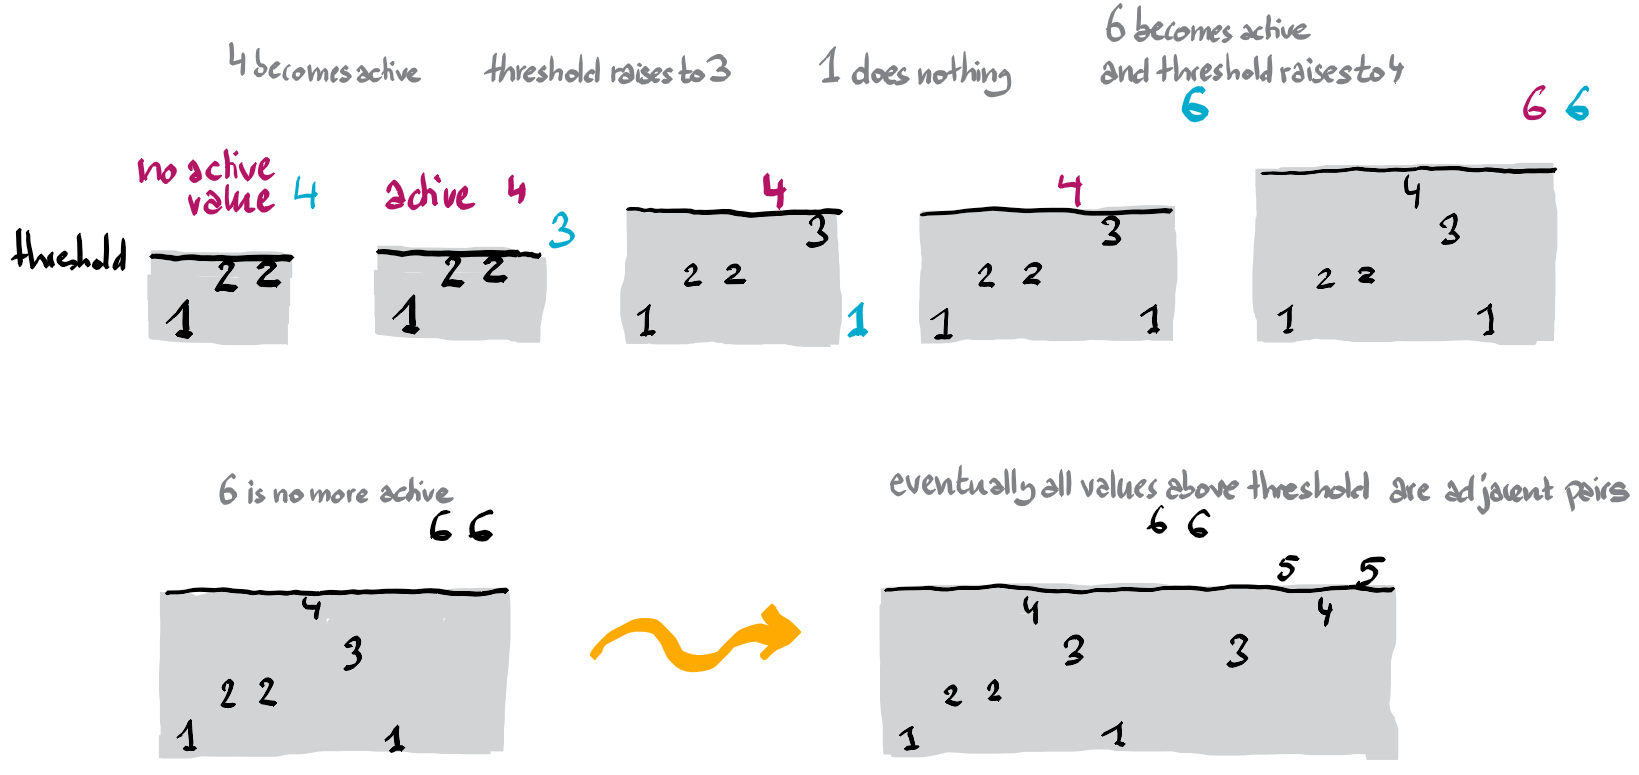 4 becomes active
threshold raises to 3
1 does nothing
6 becomes active
and threshold raises to 4
no active
value 4
threshold
2 2
1
active 4
3
2 2
1
4
3
2 2
1 1
6
4
3
2 2
1 1
6 6
4
3
2 2
1 1
6 is no more active
6 6
4
3
2 2
1 1
eventually all values above threshold are adjacent pairs
6 6
5 5
4 4
3 3
2 2
1 1